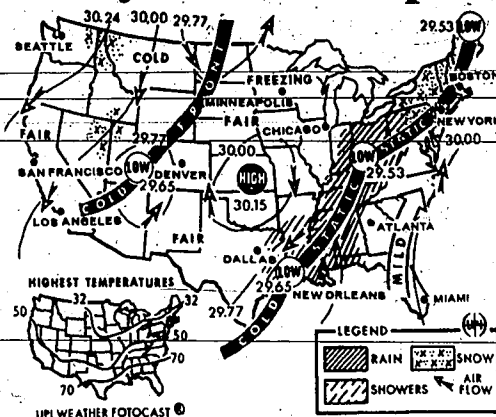 30.24 30.00 29.77 29.53 LOW
SEATTLE
COLD
FREEZING
BOSTON
MINNEAPOLIS
FAIR
FAIR
CHICAGO
NEW YORK
30.00
29.77
LOW
29.65
DENVER
SAN FRANCISCO
COLD FRONT
30.00
HIGH
30.15
LOW
29.53
LOS ANGELES
FAIR
ATLANTA
MILD
DALLAS
LOW
29.65
COLD STATIC
STATIC
NEW ORLEANS
29.77
MIAMI
HIGHEST TEMPERATURES
32 32
50 50
70 70
LEGEND
UPI
RAIN SNOW
SHOWERS AIR FLOW
UPI WEATHER FOTOCAST ®